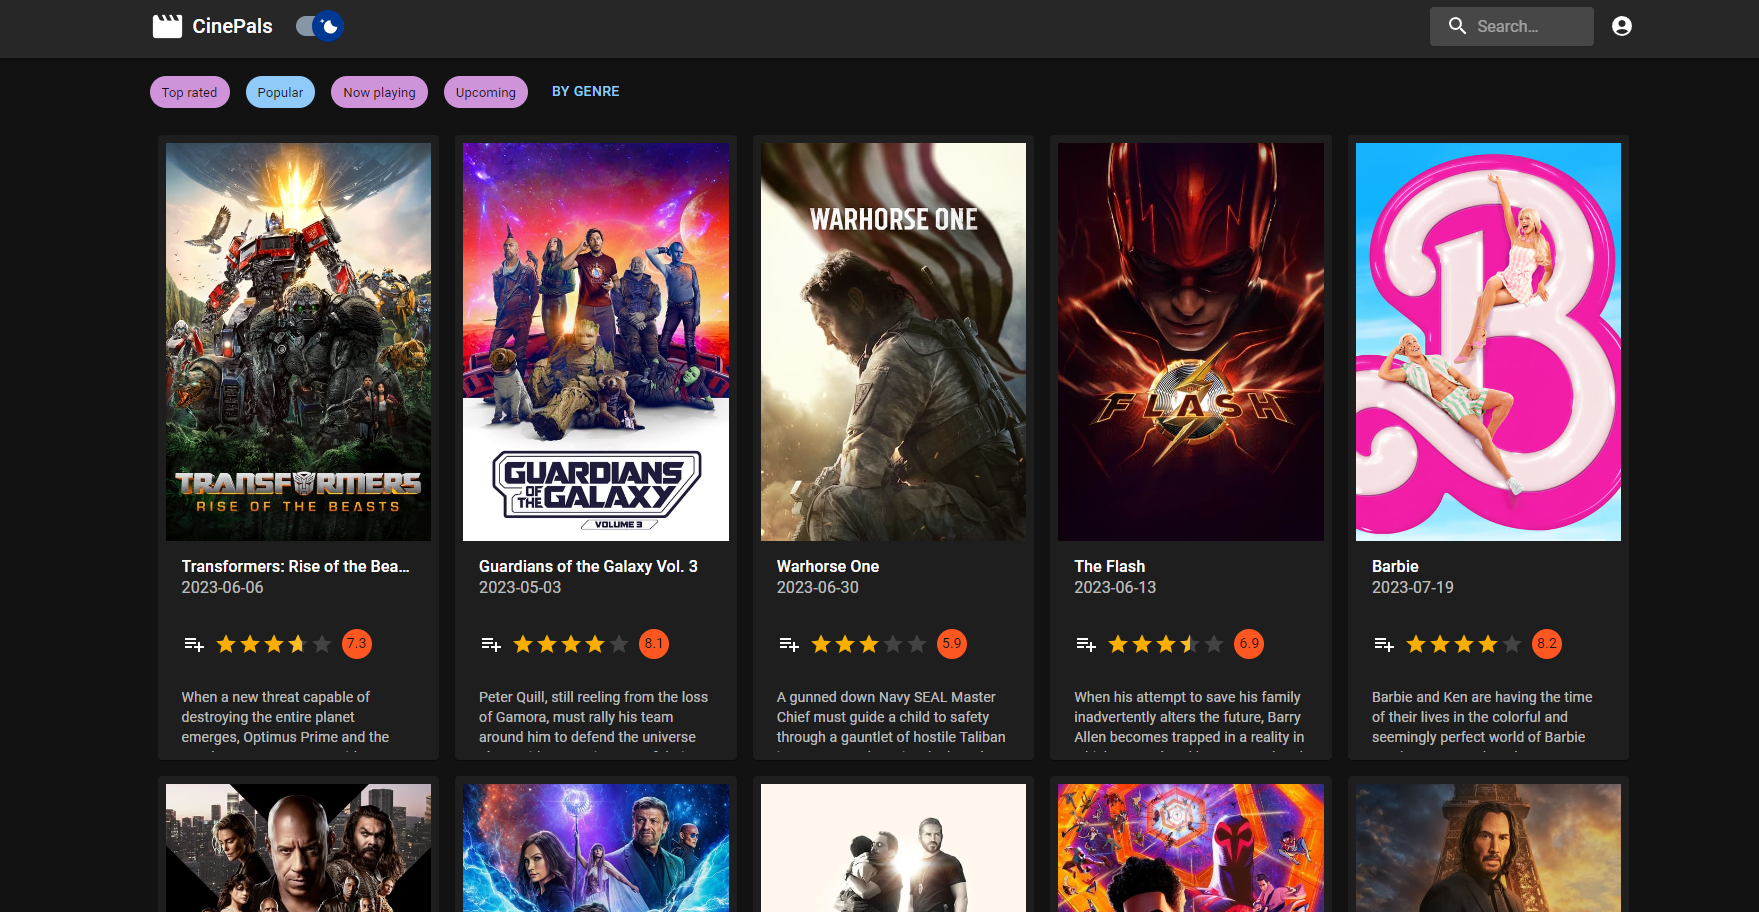 CinePals
Search...
Top rated
Popular
Now playing
Upcoming
BY GENRE
TRANSFORMERS
RISE OF THE BEASTS
GUARDIANS
OF THE
GALAXY
VOLUME 3
WARHORSE ONE
THE
FLASH
B
Transformers: Rise of the Bea...
2023-06-06
7.3
When a new threat capable of
destroying the entire planet
emerges, Optimus Prime and the
Guardians of the Galaxy Vol. 3
2023-05-03
8.1
Peter Quill, still reeling from the loss
of Gamora, must rally his team
around him to defend the universe
Warhorse One
2023-06-30
5.9
A gunned down Navy SEAL Master
Chief must guide a child to safety
through a gauntlet of hostile Taliban
The Flash
2023-06-13
6.9
When his attempt to save his family
inadvertently alters the future, Barry
Allen becomes trapped in a reality in
Barbie
2023-07-19
8.2
Barbie and Ken are having the time
of their lives in the colorful and
seemingly perfect world of Barbie